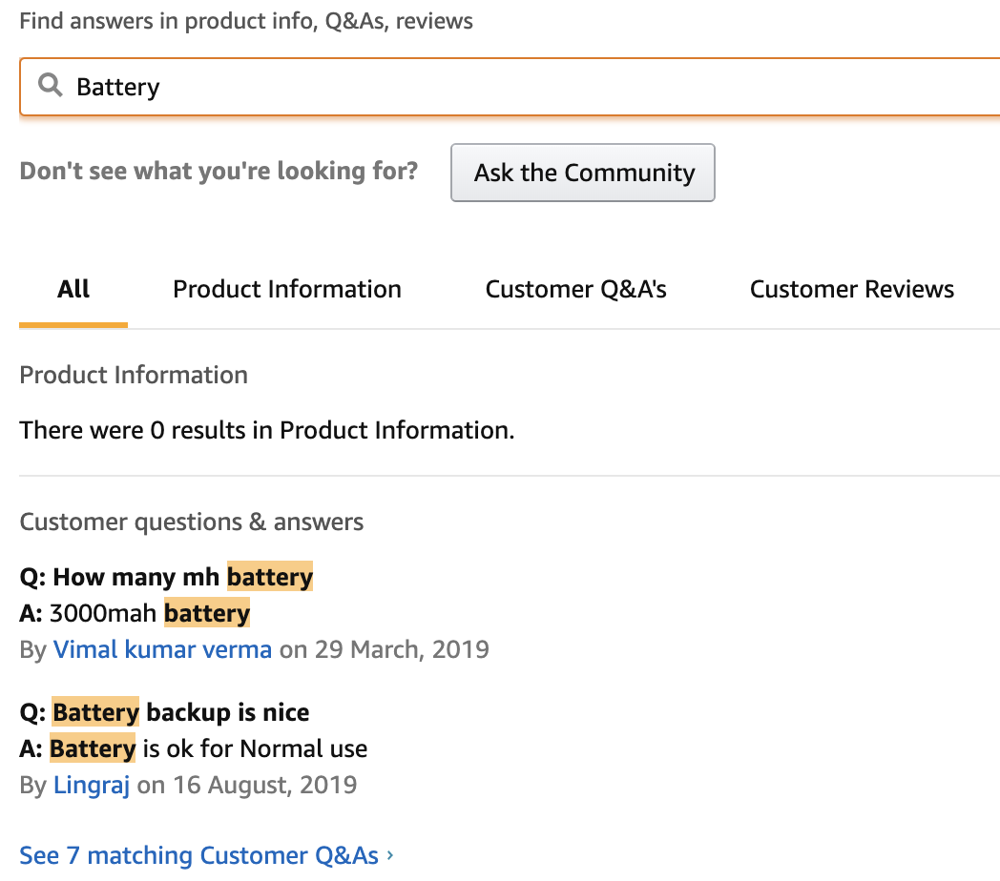 Find answers in product info, Q&As, reviews
Battery
Don't see what you're looking for? Ask the Community
All Product Information Customer Q&A's Customer Reviews
Product Information
There were 0 results in Product Information.
Customer questions & answers
Q: How many mh battery
A: 3000mah battery
By Vimal kumar verma on 29 March, 2019
Q: Battery backup is nice
A: Battery is ok for Normal use
By Lingraj on 16 August, 2019
See 7 matching Customer Q&As ›